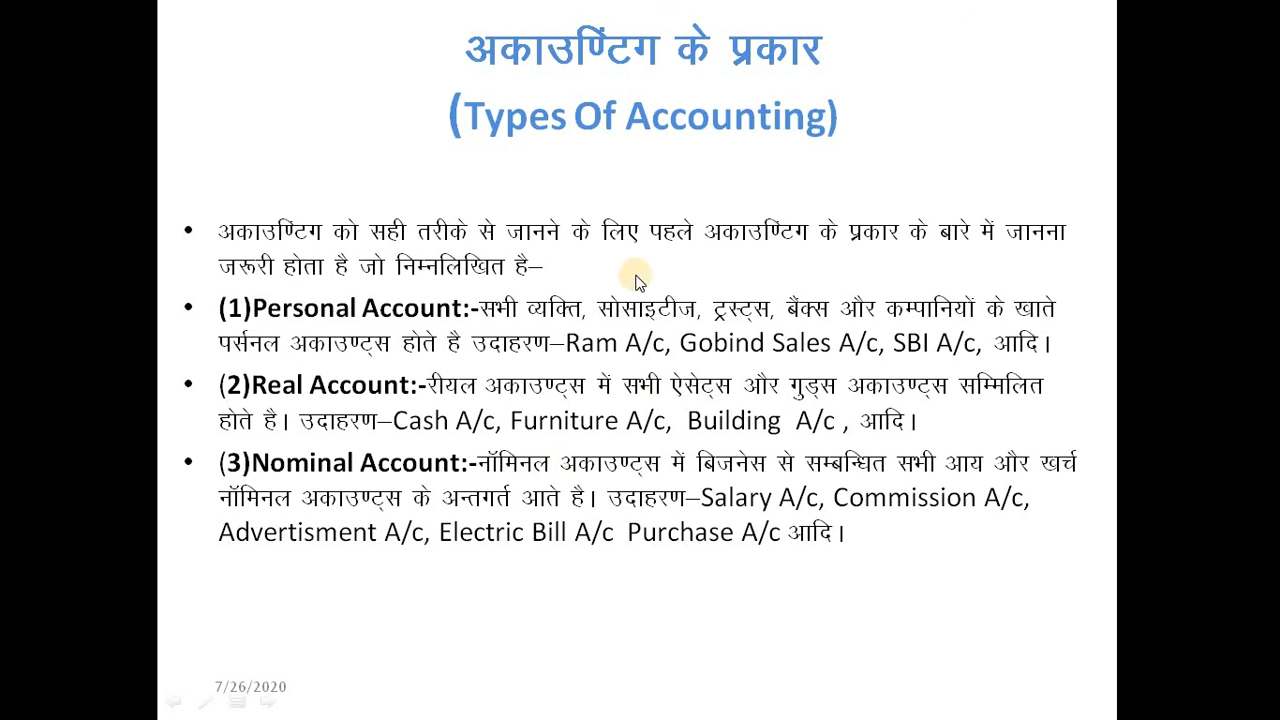 अकाउण्टिंग के प्रकार
(Types Of Accounting)
• अकाउण्टिंग को सही तरीके से जानने के लिए पहले अकाउण्टिंग के प्रकार के बारे में जानना
जरूरी होता है जो निम्नलिखित है–
• (1)Personal Account:-सभी व्यक्ति, सोसाइटीज, ट्रस्ट्स, बैंक्स और कम्पानियों के खाते
पर्सनल अकाउण्ट्स होते है उदाहरण–Ram A/c, Gobind Sales A/c, SBI A/c, आदि।
• (2)Real Account:-रीयल अकाउण्ट्स में सभी ऐसेट्स और गुड्स अकाउण्ट्स सम्मिलित
होते है। उदाहरण–Cash A/c, Furniture A/c, Building A/c , आदि।
• (3)Nominal Account:-नॉमिनल अकाउण्ट्स में बिजनेस से सम्बन्धित सभी आय और खर्च
नॉमिनल अकाउण्ट्स के अन्तगर्त आते है। उदाहरण–Salary A/c, Commission A/c,
Advertisment A/c, Electric Bill A/c Purchase A/c आदि।
7/26/2020